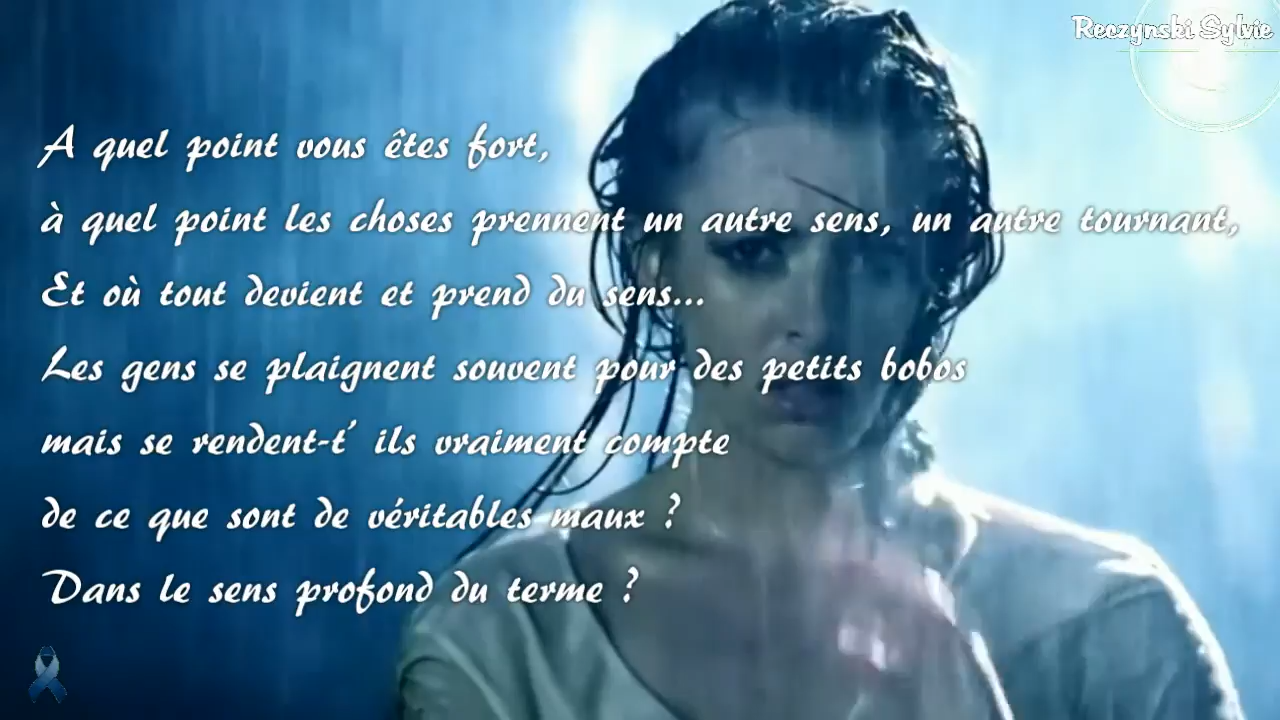 Reczynski Sylvie
A quel point vous êtes fort,
à quel point les choses prennent un autre sens, un autre tournant,
Et où tout devient et prend du sens...
Les gens se plaignent souvent pour des petits bobos
mais se rendent-t' ils vraiment compte
de ce que sont de véritables maux ?
Dans le sens profond du terme ?